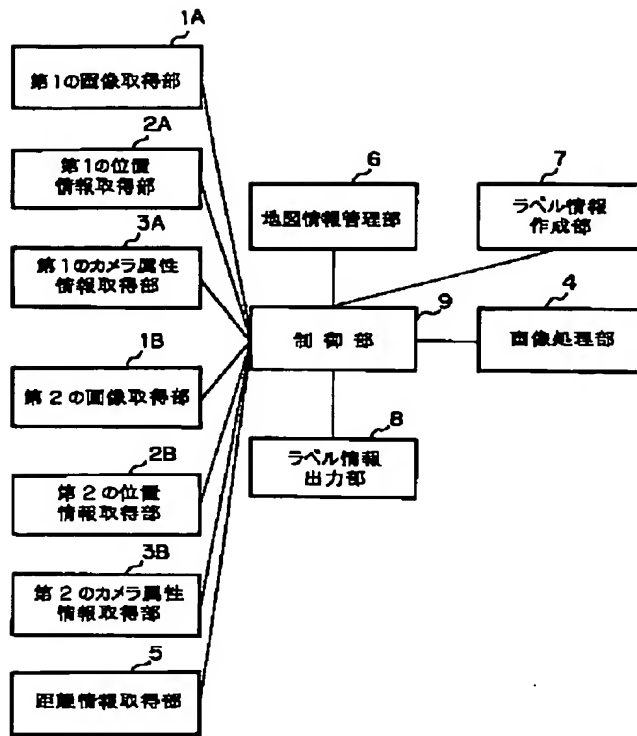 1A
第1の画像取得部
2A
第1の位置
情報取得部
3A
第1のカメラ属性
情報取得部
1B
第2の画像取得部
2B
第2の位置
情報取得部
3B
第2のカメラ属性
情報取得部
5
距離情報取得部
6
地図情報管理部
9
制御部
8
ラベル情報
出力部
7
ラベル情報
作成部
4
画像処理部